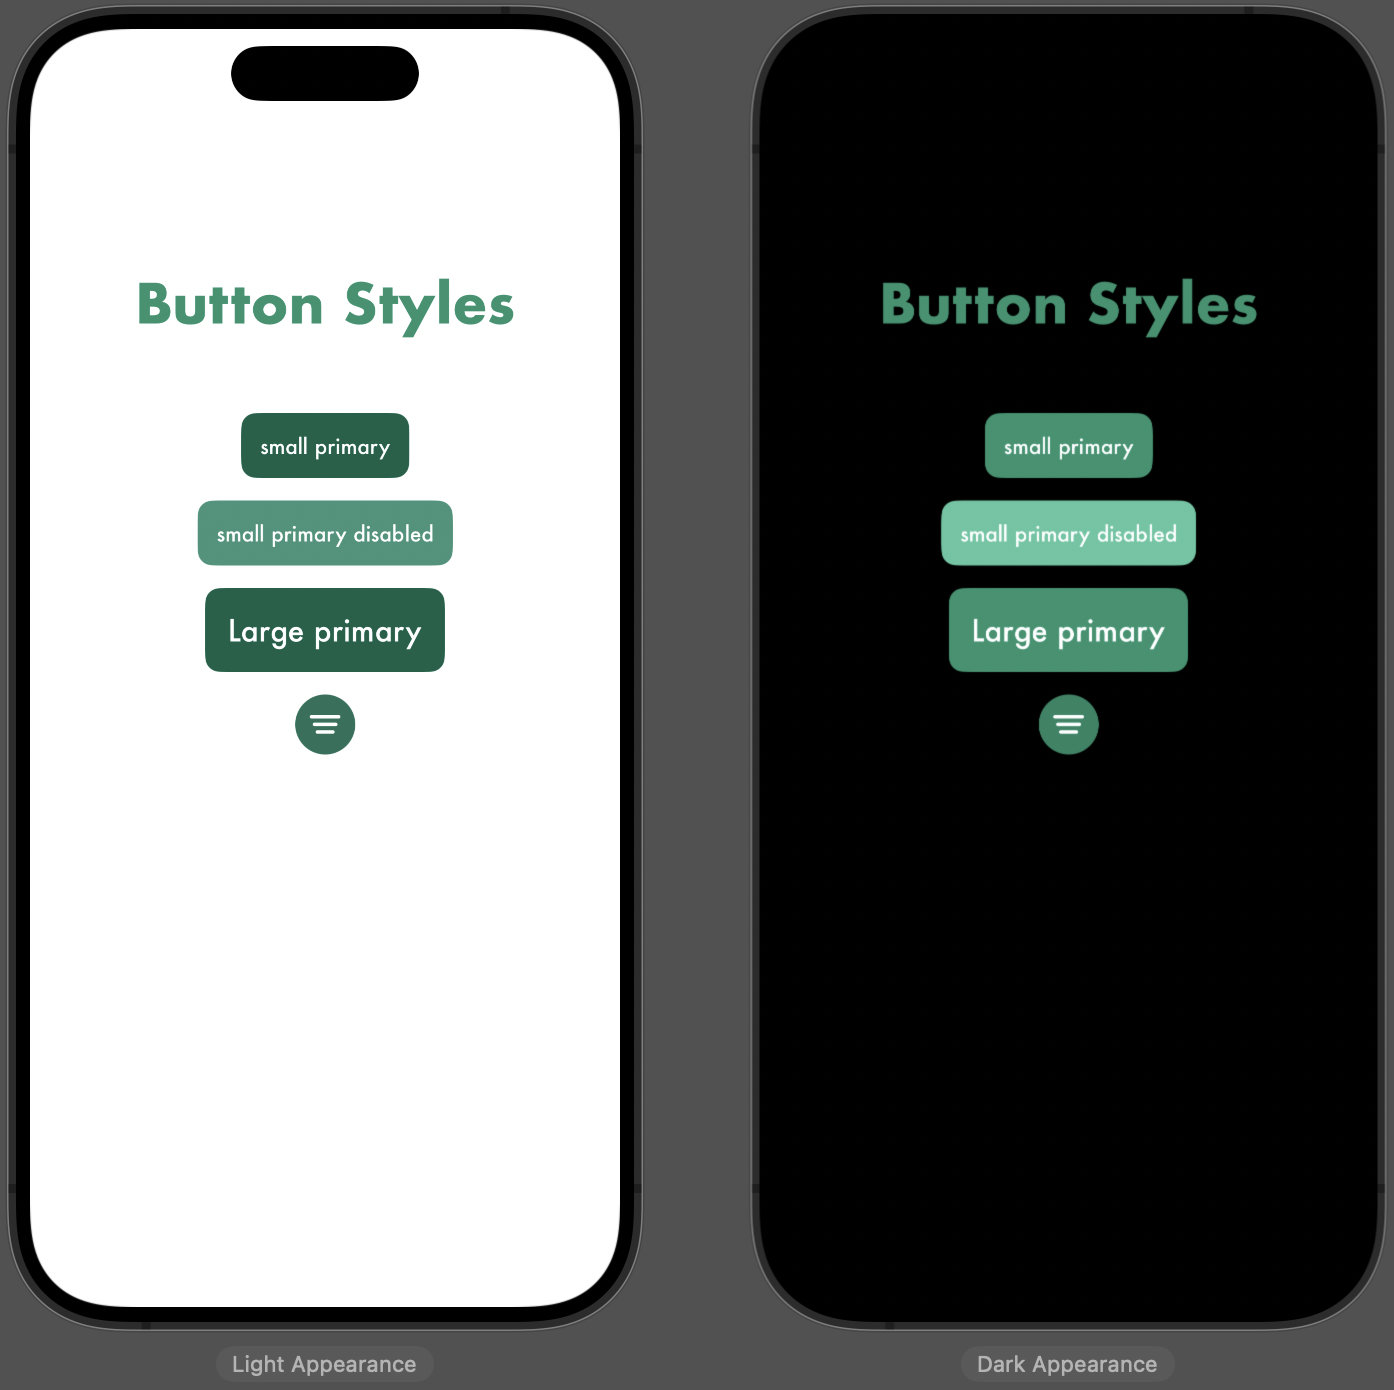 Button Styles
small primary
small primary disabled
Large primary
Light Appearance
Button Styles
small primary
small primary disabled
Large primary
Dark Appearance